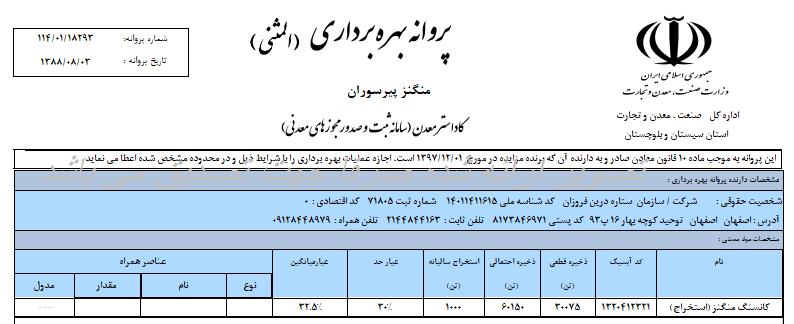 پروانه بهره برداری (المثنی)
شماره پروانه: ۱۱۴/۰۱/۱۸۲۹۳
تاریخ پروانه: ۱۳۸۸/۰۸/۰۳
منگنز پیرسوران
کاداستر معدن (سامانه ثبت و صدور مجوزهای معدنی)
جمهوری اسلامی ایران
وزارت صنعت، معدن و تجارت
اداره کل صنعت، معدن و تجارت
استان سیستان و بلوچستان
این پروانه به موجب ماده ۱۰ قانون معادن صادر و به دارنده آن که برنده مزایده در مورخ ۱۳۹۷/۱۲/۰۱ است. اجازه عملیات بهره برداری را با شرایط ذیل و در محدوده مشخص شده اعطا می نماید.
مشخصات دارنده پروانه بهره برداری :
شخصیت حقوقی : شرکت / سازمان ستاره درین فروزان کد شناسه ملی ۱۴۰۱۱۴۱۱۶۱۵ شماره ثبت ۷۱۸۰۵ کد اقتصادی : ۰
آدرس : اصفهان اصفهان توحید کوچه بهار ۱۶ پ۹۳ کد پستی ۸۱۷۳۸۴۶۹۷۱ تلفن ثابت : ۲۱۴۴۸۴۴۱۶۳ تلفن همراه : ۰۹۱۲۸۴۴۸۹۷۹
مشخصات مواد معدنی :
نام کد آیسیک ذخیره قطعی (تن) ذخیره احتمالی (تن) استخراج سالیانه (تن) عیار حد عیارمیانگین عناصر همراه
نوع نام مقدار مدول
کانسنگ منگنز (استخراج) ۱۳۲۰۴۱۲۳۲۱ ۳۰۰۷۵ ۶۰۱۵۰ ۱۰۰۰ ۳۰% ۳۲.۵% ---